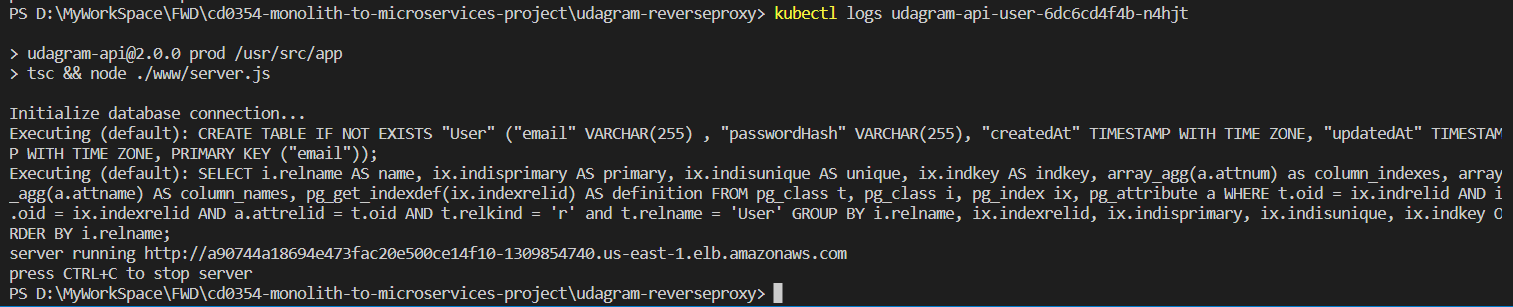 PS D:\MyWorkSpace\FWD\cd0354-monolith-to-microservices-project\udagram-reverseproxy> kubectl logs udagram-api-user-6dc6cd4f4b-n4hjt
> udagram-api@2.0.0 prod /usr/src/app
> tsc && node ./www/server.js
Initialize database connection...
Executing (default): CREATE TABLE IF NOT EXISTS "User" ("email" VARCHAR(255) , "passwordHash" VARCHAR(255), "createdAt" TIMESTAMP WITH TIME ZONE, "updatedAt" TIMESTAM
P WITH TIME ZONE, PRIMARY KEY ("email"));
Executing (default): SELECT i.relname AS name, ix.indisprimary AS primary, ix.indisunique AS unique, ix.indkey AS indkey, array_agg(a.attnum) as column_indexes, array
_agg(a.attname) AS column_names, pg_get_indexdef(ix.indexrelid) AS definition FROM pg_class t, pg_class i, pg_index ix, pg_attribute a WHERE t.oid = ix.indrelid AND i
.oid = ix.indexrelid AND a.attrelid = t.oid AND t.relkind = 'r' and t.relname = 'User' GROUP BY i.relname, ix.indexrelid, ix.indisprimary, ix.indisunique, ix.indkey O
RDER BY i.relname;
server running http://a90744a18694e473fac20e500ce14f10-1309854740.us-east-1.elb.amazonaws.com
press CTRL+C to stop server
PS D:\MyWorkSpace\FWD\cd0354-monolith-to-microservices-project\udagram-reverseproxy>